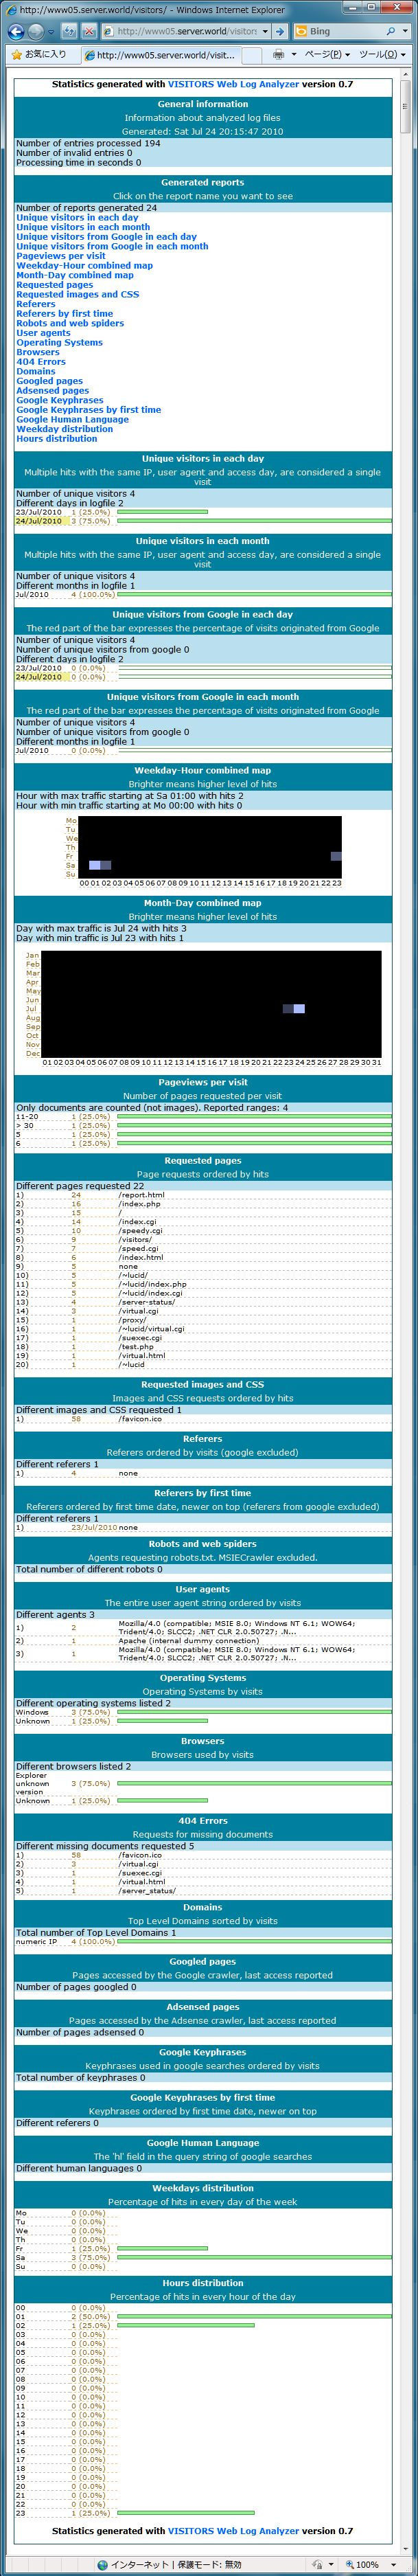 http://www05.server.world/visitors/ - Windows Internet Explorer
http://www05.server.world/visitors/
Bing
お気に入り
http://www05.server.world/visit...
ページ(P)
ツール(O)
Statistics generated with VISITORS Web Log Analyzer version 0.7
General information
Information about analyzed log files
Generated: Sat Jul 24 20:15:47 2010
Number of entries processed 194
Number of invalid entries 0
Processing time in seconds 0
Generated reports
Click on the report name you want to see
Number of reports generated 24
Unique visitors in each day
Unique visitors in each month
Unique visitors from Google in each day
Unique visitors from Google in each month
Pageviews per visit
Weekday-Hour combined map
Month-Day combined map
Requested pages
Requested images and CSS
Referers
Referers by first time
Robots and web spiders
User agents
Operating Systems
Browsers
404 Errors
Domains
Googled pages
Adsensed pages
Google Keyphrases
Google Keyphrases by first time
Google Human Language
Weekday distribution
Hours distribution
Unique visitors in each day
Multiple hits with the same IP, user agent and access day, are considered a single
visit
Number of unique visitors 4
Different days in logfile 2
23/Jul/2010 1 (25.0%)
24/Jul/2010 3 (75.0%)
Unique visitors in each month
Multiple hits with the same IP, user agent and access day, are considered a single
visit
Number of unique visitors 4
Different months in logfile 1
Jul/2010 4 (100.0%)
Unique visitors from Google in each day
The red part of the bar expresses the percentage of visits originated from Google
Number of unique visitors 4
Number of unique visitors from google 0
Different days in logfile 2
23/Jul/2010 0 (0.0%)
24/Jul/2010 0 (0.0%)
Unique visitors from Google in each month
The red part of the bar expresses the percentage of visits originated from Google
Number of unique visitors 4
Number of unique visitors from google 0
Different months in logfile 1
Jul/2010 0 (0.0%)
Weekday-Hour combined map
Brighter means higher level of hits
Hour with max traffic starting at Sa 01:00 with hits 2
Hour with min traffic starting at Mo 00:00 with hits 0
Mo
Tu
We
Th
Fr
Sa
Su
00 01 02 03 04 05 06 07 08 09 10 11 12 13 14 15 16 17 18 19 20 21 22 23
Month-Day combined map
Brighter means higher level of hits
Day with max traffic is Jul 24 with hits 3
Day with min traffic is Jul 23 with hits 1
Jan
Feb
Mar
Apr
May
Jun
Jul
Aug
Sep
Oct
Nov
Dec
01 02 03 04 05 06 07 08 09 10 11 12 13 14 15 16 17 18 19 20 21 22 23 24 25 26 27 28 29 30 31
Pageviews per visit
Number of pages requested per visit
Only documents are counted (not images). Reported ranges: 4
11-20 1 (25.0%)
> 30 1 (25.0%)
5 1 (25.0%)
6 1 (25.0%)
Requested pages
Page requests ordered by hits
Different pages requested 22
1) 24 /report.html
2) 16 /index.php
3) 15 /
4) 14 /index.cgi
5) 10 /speedy.cgi
6) 9 /visitors/
7) 7 /speed.cgi
8) 6 /index.html
9) 5 none
10) 5 /~lucid/
11) 5 /~lucid/index.php
12) 5 /~lucid/index.cgi
13) 4 /server-status/
14) 3 /virtual.cgi
15) 1 /proxy/
16) 1 /~lucid/virtual.cgi
17) 1 /suexec.cgi
18) 1 /test.php
19) 1 /virtual.html
20) 1 /~lucid
Requested images and CSS
Images and CSS requests ordered by hits
Different images and CSS requested 1
1) 58 /favicon.ico
Referers
Referers ordered by visits (google excluded)
Different referers 1
1) 4 none
Referers by first time
Referers ordered by first time date, newer on top (referers from google excluded)
Different referers 1
1) 23/Jul/2010 none
Robots and web spiders
Agents requesting robots.txt. MSIECrawler excluded.
Total number of different robots 0
User agents
The entire user agent string ordered by visits
Different agents 3
1) 2 Mozilla/4.0 (compatible; MSIE 8.0; Windows NT 6.1; WOW64;
Trident/4.0; SLCC2; .NET CLR 2.0.50727; .N...
2) 1 Apache (internal dummy connection)
3) 1 Mozilla/4.0 (compatible; MSIE 8.0; Windows NT 6.1; WOW64;
Trident/4.0; SLCC2; .NET CLR 2.0.50727; .N...
Operating Systems
Operating Systems by visits
Different operating systems listed 2
Windows 3 (75.0%)
Unknown 1 (25.0%)
Browsers
Browsers used by visits
Different browsers listed 2
Explorer
unknown 3 (75.0%)
version
Unknown 1 (25.0%)
404 Errors
Requests for missing documents
Different missing documents requested 5
1) 58 /favicon.ico
2) 3 /virtual.cgi
3) 1 /suexec.cgi
4) 1 /virtual.html
5) 1 /server_status/
Domains
Top Level Domains sorted by visits
Total number of Top Level Domains 1
numeric IP 4 (100.0%)
Googled pages
Pages accessed by the Google crawler, last access reported
Number of pages googled 0
Adsensed pages
Pages accessed by the Adsense crawler, last access reported
Number of pages adsensed 0
Google Keyphrases
Keyphrases used in google searches ordered by visits
Total number of keyphrases 0
Google Keyphrases by first time
Keyphrases ordered by first time date, newer on top
Different referers 0
Google Human Language
The 'hl' field in the query string of google searches
Different human languages 0
Weekdays distribution
Percentage of hits in every day of the week
Mo 0 (0.0%)
Tu 0 (0.0%)
We 0 (0.0%)
Th 0 (0.0%)
Fr 1 (25.0%)
Sa 3 (75.0%)
Su 0 (0.0%)
Hours distribution
Percentage of hits in every hour of the day
00 0 (0.0%)
01 2 (50.0%)
02 1 (25.0%)
03 0 (0.0%)
04 0 (0.0%)
05 0 (0.0%)
06 0 (0.0%)
07 0 (0.0%)
08 0 (0.0%)
09 0 (0.0%)
10 0 (0.0%)
11 0 (0.0%)
12 0 (0.0%)
13 0 (0.0%)
14 0 (0.0%)
15 0 (0.0%)
16 0 (0.0%)
17 0 (0.0%)
18 0 (0.0%)
19 0 (0.0%)
20 0 (0.0%)
21 0 (0.0%)
22 0 (0.0%)
23 1 (25.0%)
Statistics generated with VISITORS Web Log Analyzer version 0.7
インターネット | 保護モード: 無効
100%